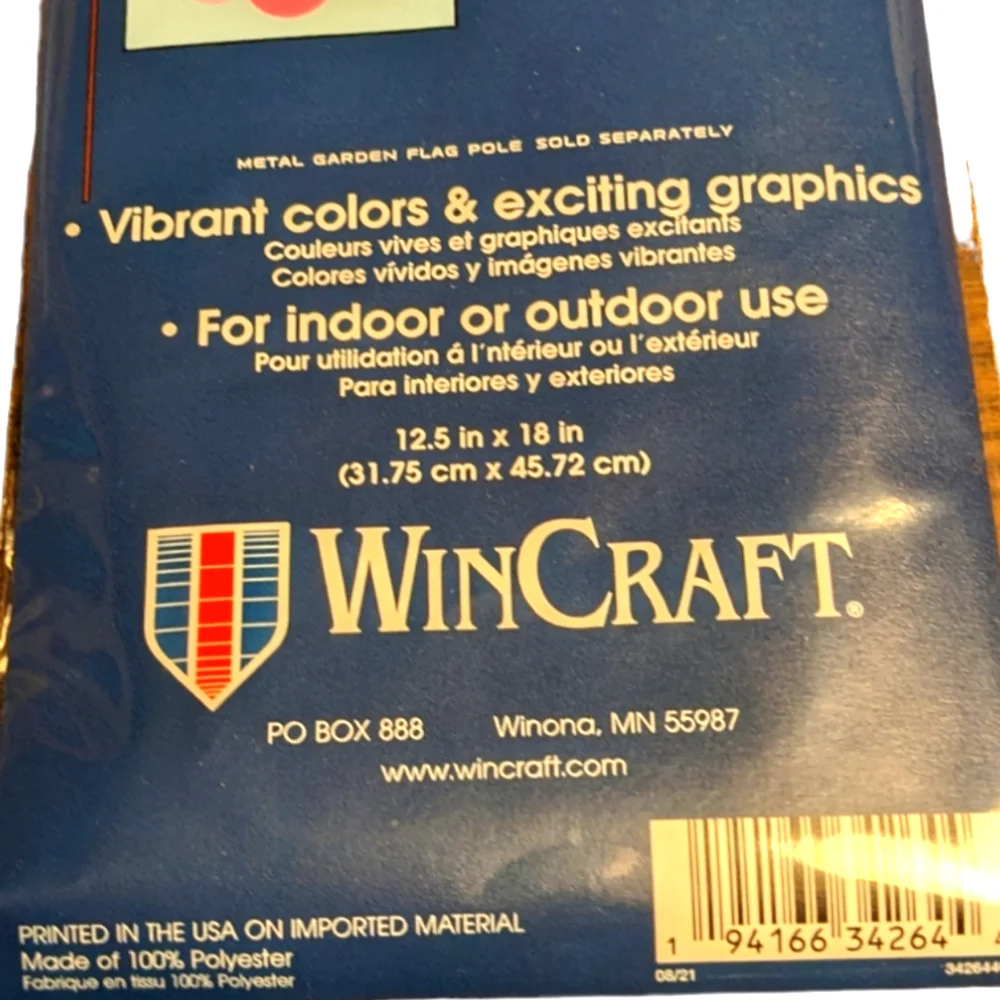 METAL GARDEN FLAG POLE SOLD SEPARATELY
• Vibrant colors & exciting graphics
Couleurs vives et graphiques excitants
Colores vívidos y imágenes vibrantes
• For indoor or outdoor use
Pour utilidation á l'ntérieur ou l'extérieur
Para interiores y exteriores
12.5 in x 18 in
(31.75 cm x 45.72 cm)
WINCRAFT®
PO BOX 888 Winona, MN 55987
www.wincraft.com
PRINTED IN THE USA ON IMPORTED MATERIAL
Made of 100% Polyester
Fabrique en tissu 100% Polyester
1 94166 34264
08/21